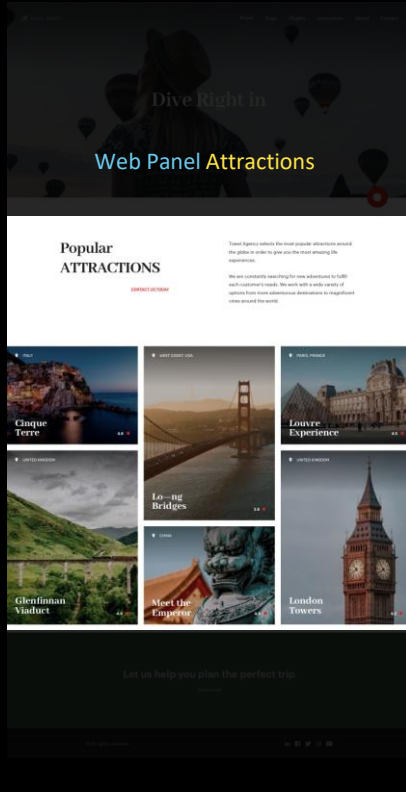 Dive Right in
Web Panel Attractions
Popular
ATTRACTIONS
CONTACT US TODAY
Travel Agency selects the most popular attractions around
the globe in order to give you the most amazing life
experiences.
We are constantly searching for new adventures to fulfill
each customer's needs. We work with a wide variety of
options from more adventurous destinations to magnificent
cities around the world.
ITALY
Cinque
Terre
WEST COAST, USA
Lo—ng
Bridges
3.8
PARIS, FRANCE
Louvre
Experience
UNITED KINGDOM
Glenfinnan
Viaduct
CHINA
Meet the
Emperor
UNITED KINGDOM
London
Towers
Let us help you plan the perfect trip